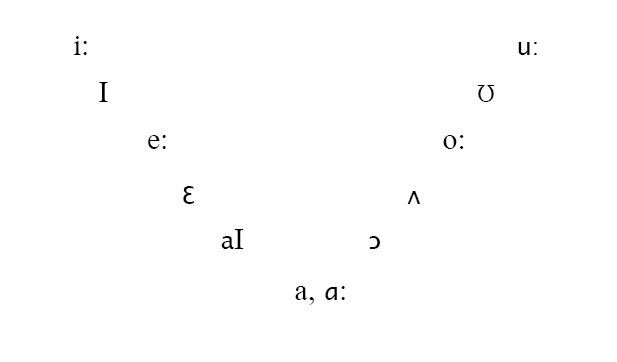 i: u:
I Ʊ
e: o:
ɛ ʌ
aI ɔ
a, ɑ: